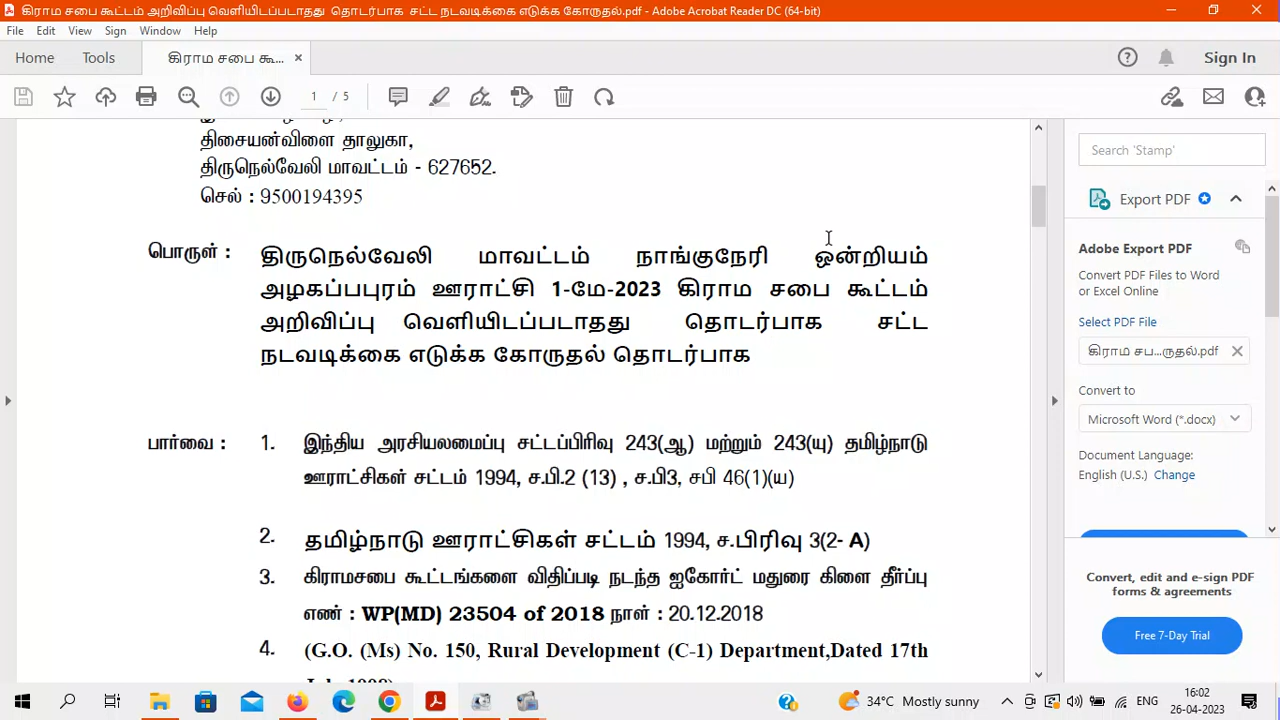 கிராம சபை கூட்டம் அறிவிப்பு வெளியிடப்படாதது தொடர்பாக சட்ட நடவடிக்கை எடுக்க கோருதல்.pdf - Adobe Acrobat Reader DC (64-bit)
File Edit View Sign Window Help
Home Tools கிராம சபை கூ... × Sign In
1 / 5
திசையன்விளை தாலுகா,
திருநெல்வேலி மாவட்டம் - 627652.
செல் : 9500194395
பொருள் : திருநெல்வேலி மாவட்டம் நாங்குநேரி ஒன்றியம்
அழகப்பபுரம் ஊராட்சி 1-மே-2023 கிராம சபை கூட்டம்
அறிவிப்பு வெளியிடப்படாதது தொடர்பாக சட்ட
நடவடிக்கை எடுக்க கோருதல் தொடர்பாக
பார்வை : 1. இந்திய அரசியலமைப்பு சட்டப்பிரிவு 243(ஆ) மற்றும் 243(யு) தமிழ்நாடு
ஊராட்சிகள் சட்டம் 1994, ச.பி.2 (13) , ச.பி3, சபி 46(1)(ய)
2. தமிழ்நாடு ஊராட்சிகள் சட்டம் 1994, ச.பிரிவு 3(2- A)
3. கிராமசபை கூட்டங்களை விதிப்படி நடந்த ஐகோர்ட் மதுரை கிளை தீர்ப்பு
எண் : WP(MD) 23504 of 2018 நாள் : 20.12.2018
4. (G.O. (Ms) No. 150, Rural Development (C-1) Department,Dated 17th
Search 'Stamp'
Export PDF
Adobe Export PDF
Convert PDF Files to Word
or Excel Online
Select PDF File
கிராம சப...ருதல்.pdf
Convert to
Microsoft Word (*.docx)
Document Language:
English (U.S.) Change
Convert, edit and e-sign PDF
forms & agreements
Free 7-Day Trial
34°C Mostly sunny
ENG
16:02
26-04-2023